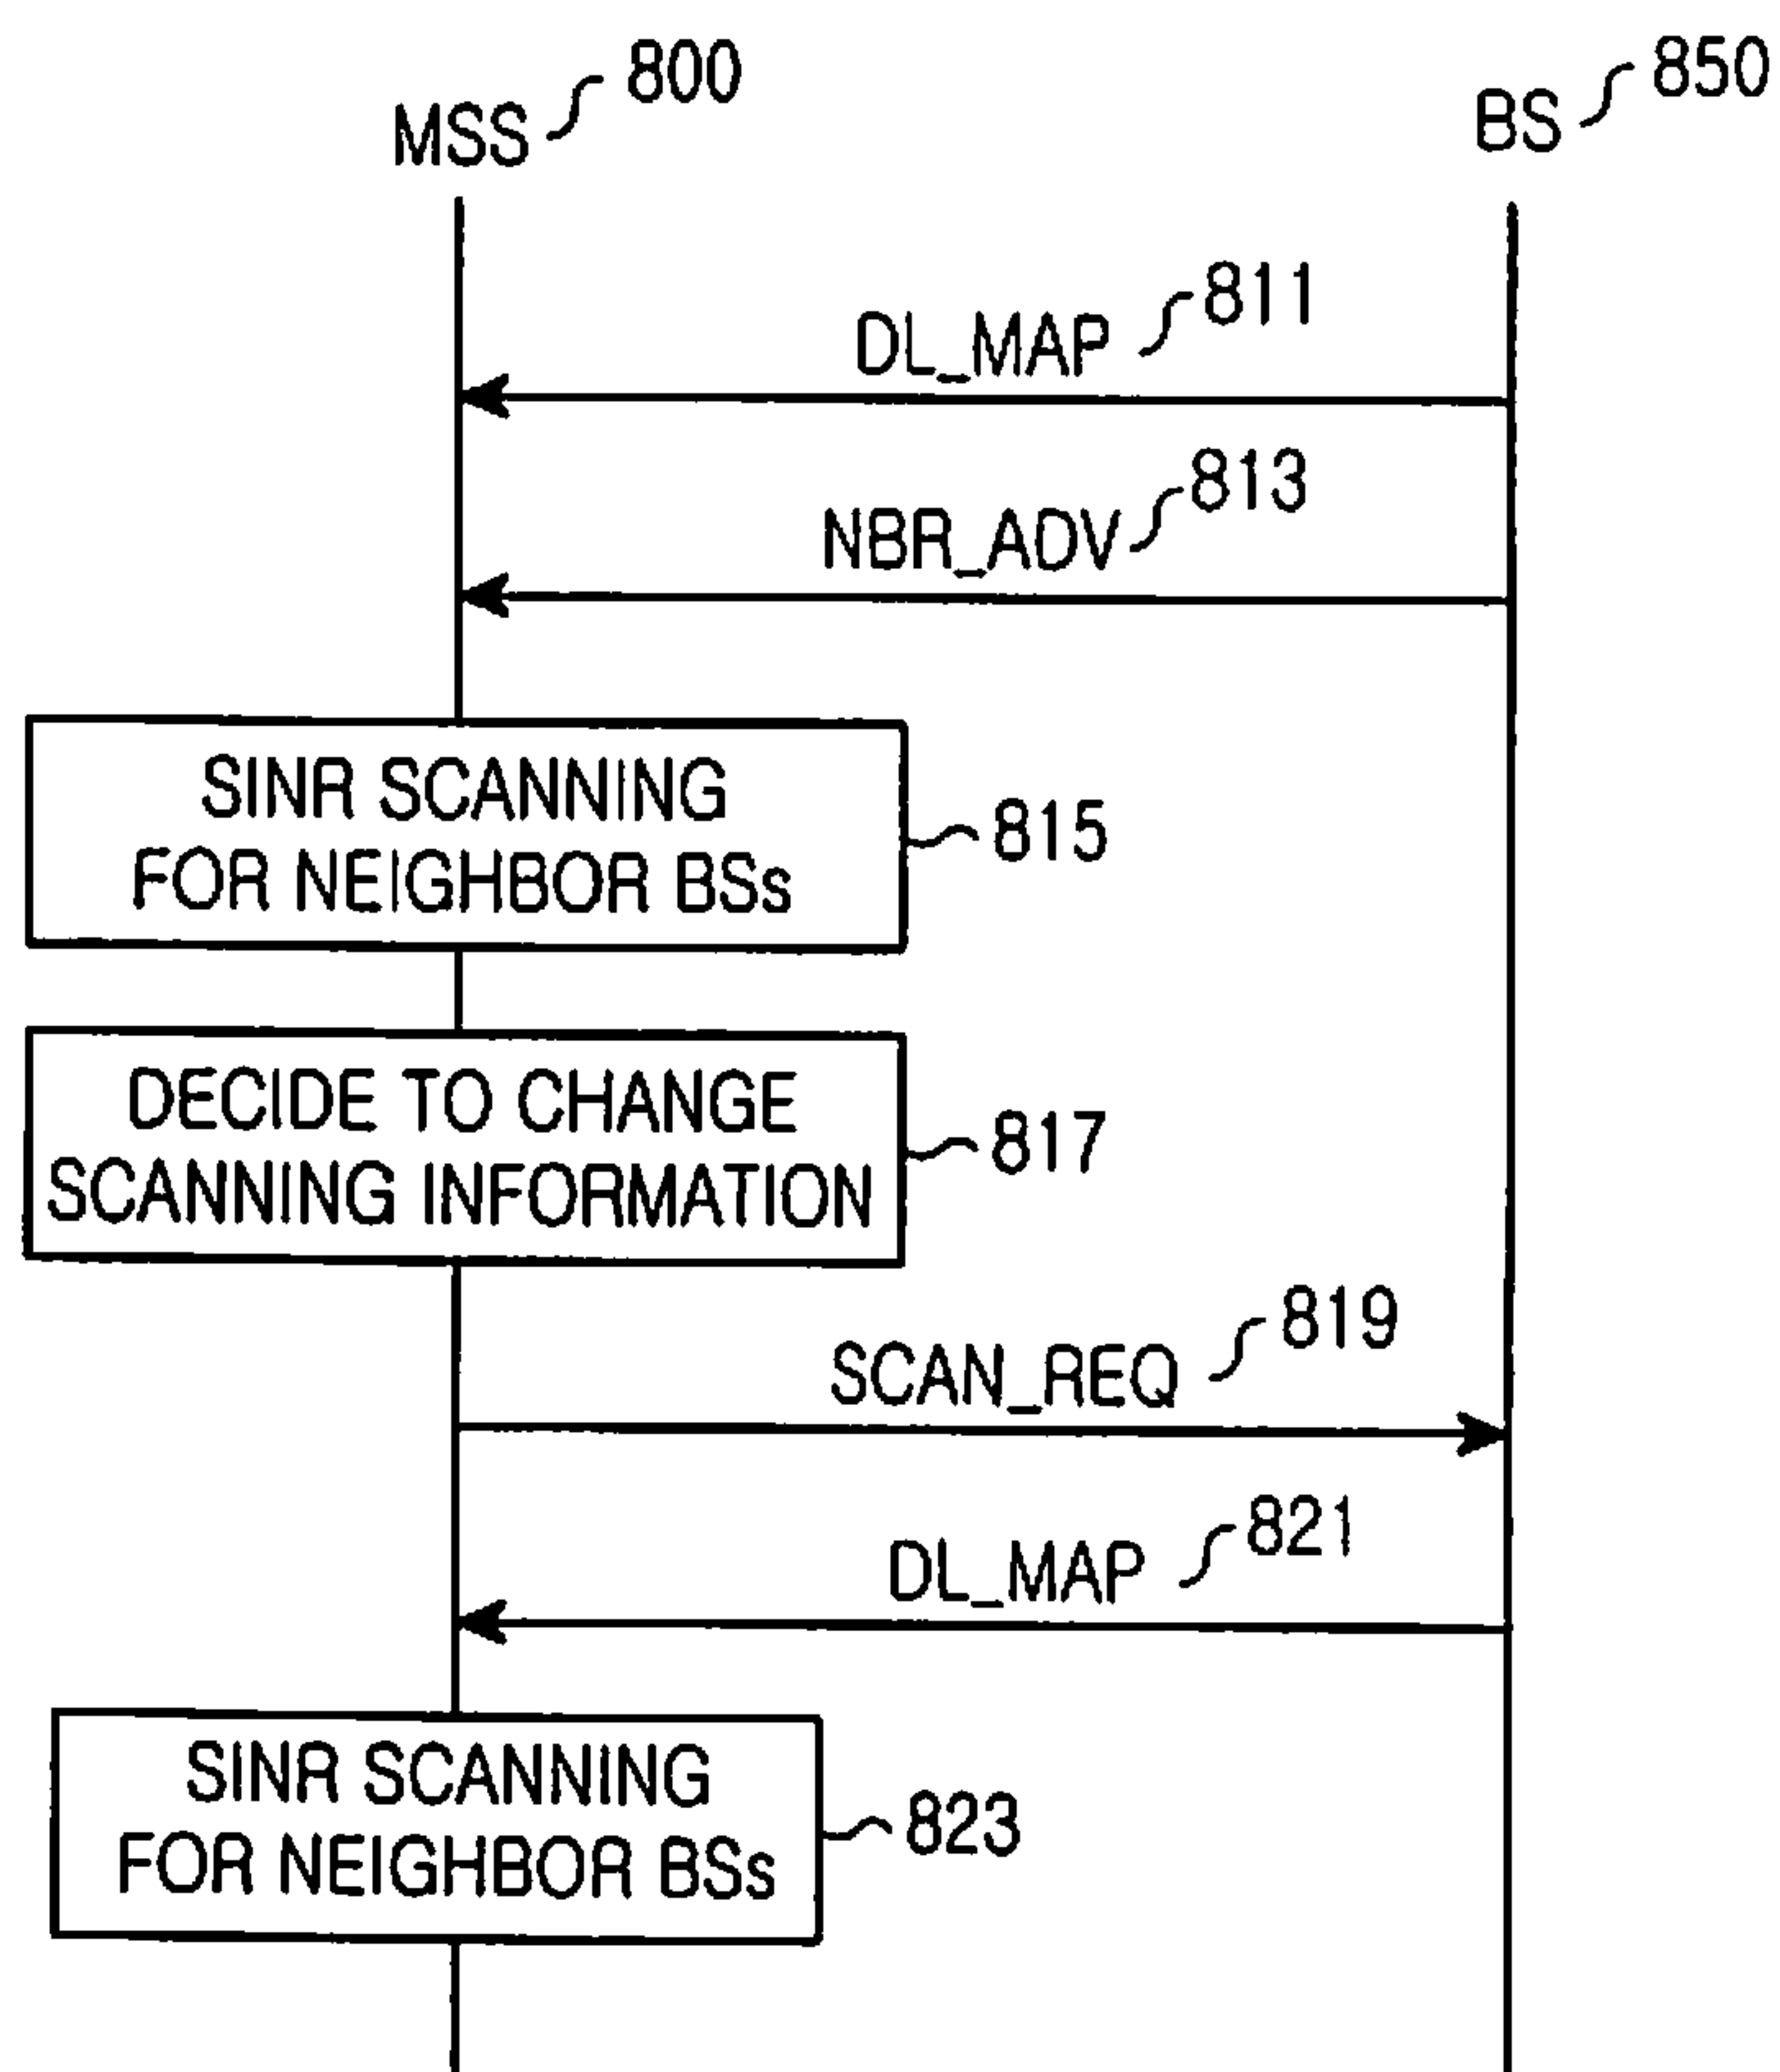 MSS 800
BS 850
DL_MAP 811
NBR_ADV 813
SINR SCANNING
FOR NEIGHBOR BSs
815
DECIDE TO CHANGE
SCANNING INFORMATION
817
SCAN_REQ 819
DL_MAP 821
SINR SCANNING
FOR NEIGHBOR BSs
823